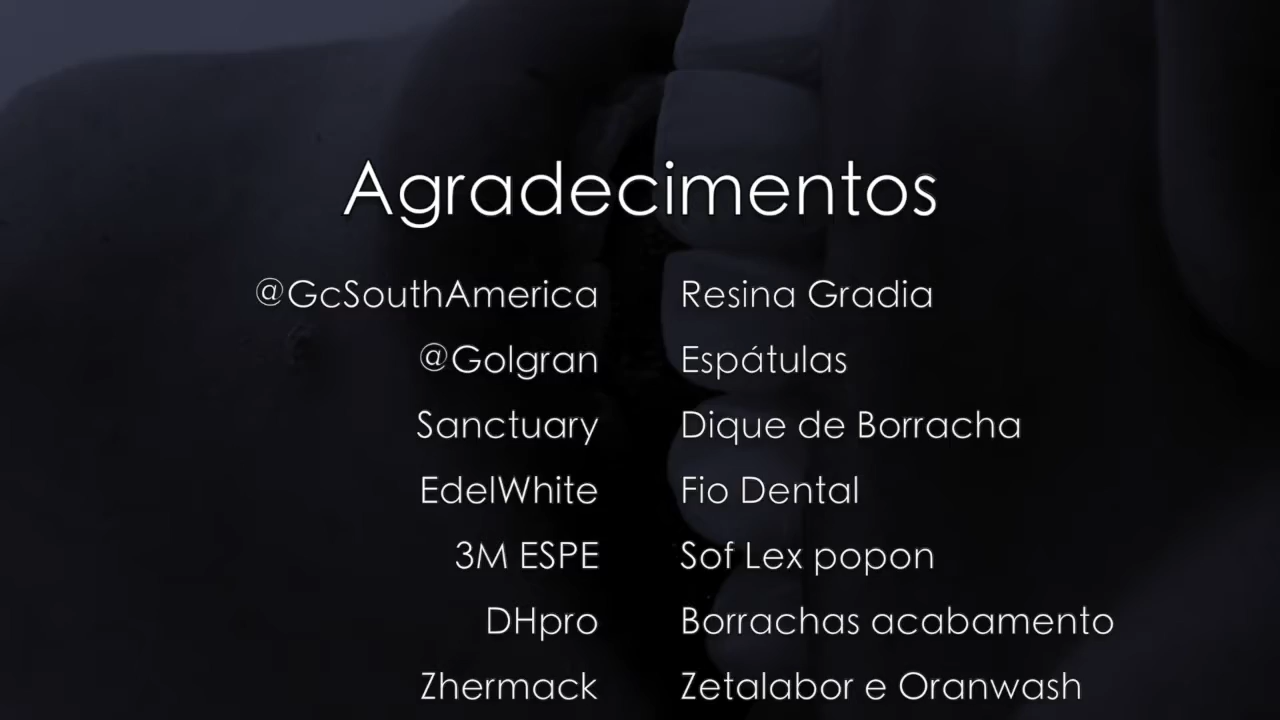 Agradecimentos
@GcSouthAmerica Resina Gradia
@Golgran Espátulas
Sanctuary Dique de Borracha
EdelWhite Fio Dental
3M ESPE Sof Lex popon
DHpro Borrachas acabamento
Zhermack Zetalabor e Oranwash